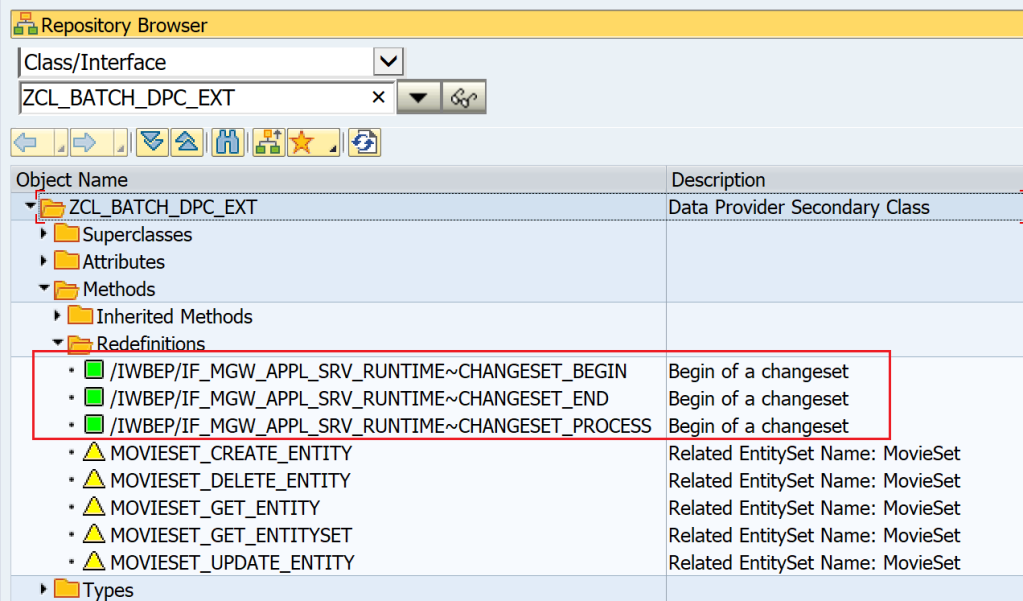 Repository Browser
Class/Interface
ZCL_BATCH_DPC_EXT
Object Name Description
ZCL_BATCH_DPC_EXT Data Provider Secondary Class
Superclasses
Attributes
Methods
Inherited Methods
Redefinitions
/IWBEP/IF_MGW_APPL_SRV_RUNTIME~CHANGESET_BEGIN Begin of a changeset
/IWBEP/IF_MGW_APPL_SRV_RUNTIME~CHANGESET_END Begin of a changeset
/IWBEP/IF_MGW_APPL_SRV_RUNTIME~CHANGESET_PROCESS Begin of a changeset
MOVIESET_CREATE_ENTITY Related EntitySet Name: MovieSet
MOVIESET_DELETE_ENTITY Related EntitySet Name: MovieSet
MOVIESET_GET_ENTITY Related EntitySet Name: MovieSet
MOVIESET_GET_ENTITYSET Related EntitySet Name: MovieSet
MOVIESET_UPDATE_ENTITY Related EntitySet Name: MovieSet
Types